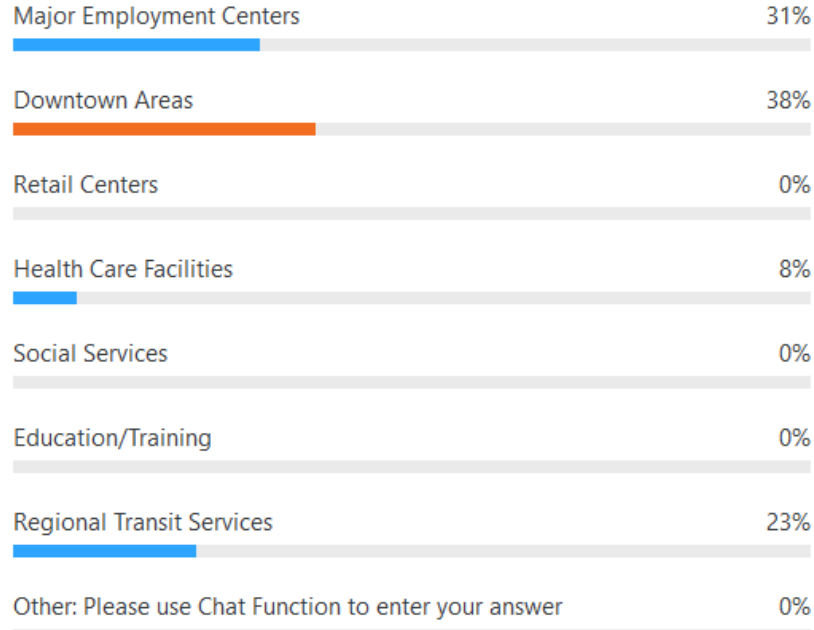 Major Employment Centers 31%
Downtown Areas 38%
Retail Centers 0%
Health Care Facilities 8%
Social Services 0%
Education/Training 0%
Regional Transit Services 23%
Other: Please use Chat Function to enter your answer 0%